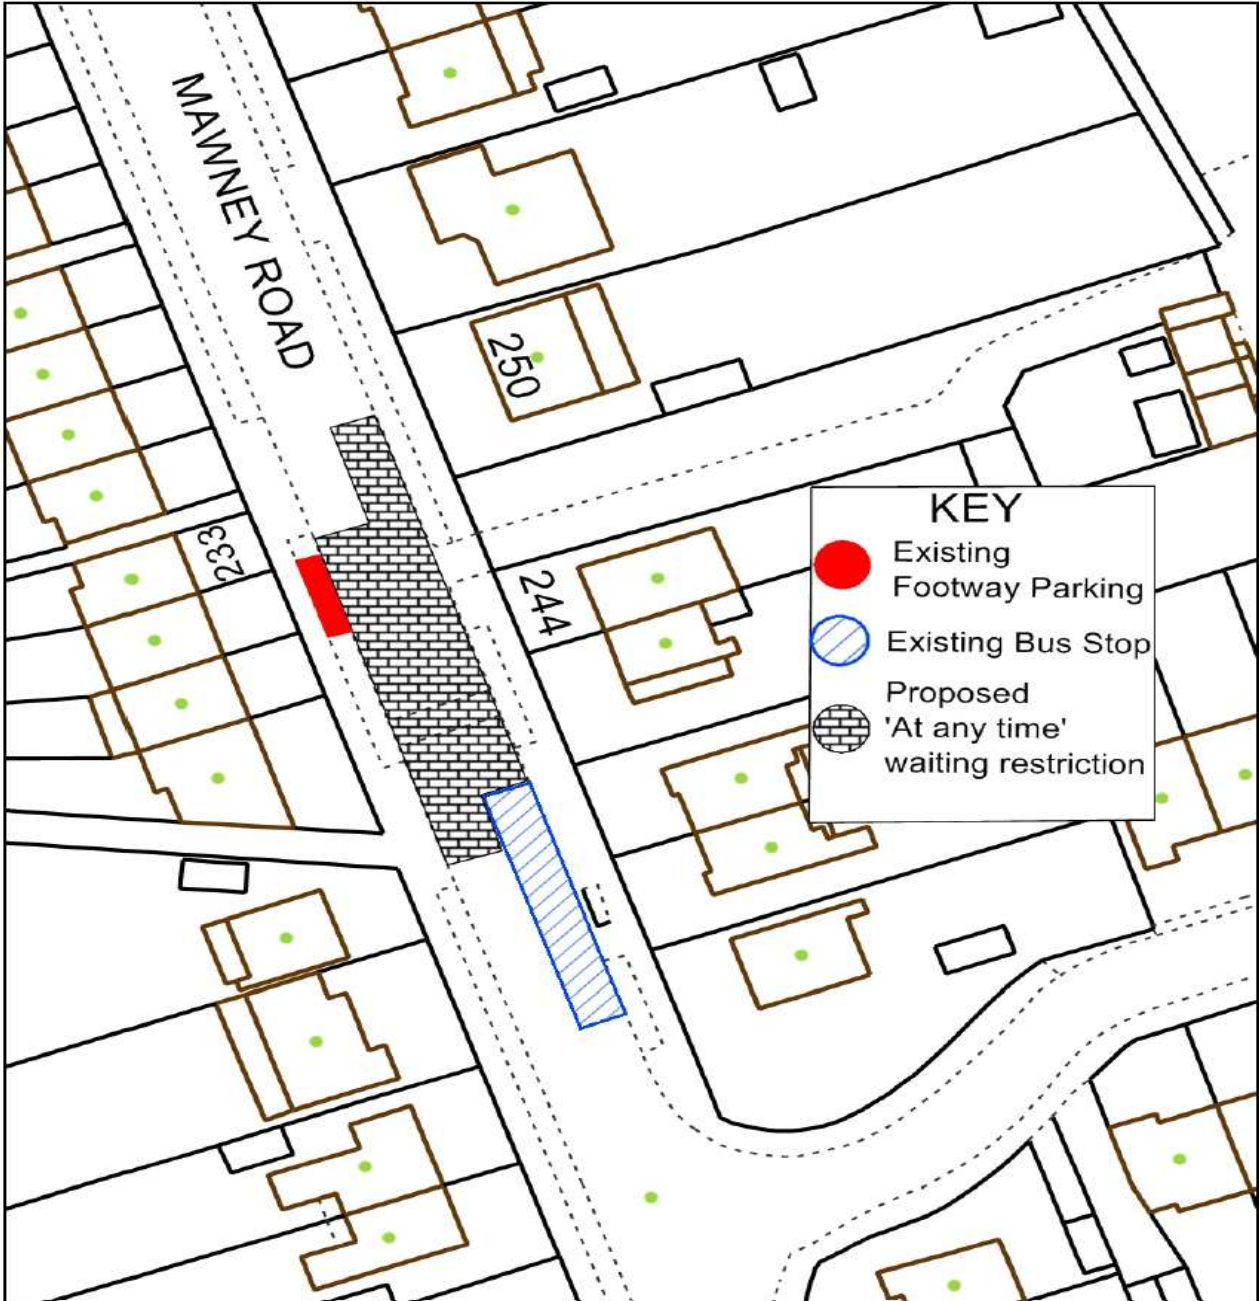 MAWNEY ROAD
250
233
244
KEY
Existing
Footway Parking
Existing Bus Stop
Proposed
'At any time'
waiting restriction